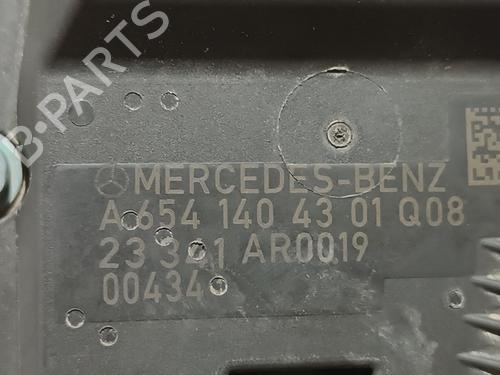 B-PARTS
MERCEDES-BENZ
A 654 140 43 01 Q08
23 341 AR0019
00434